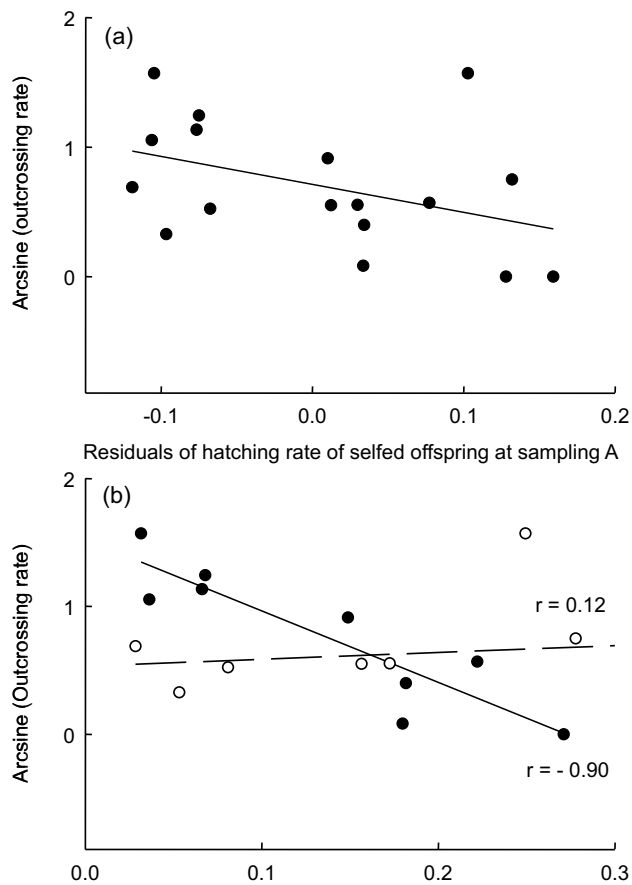 2
(a)
1
0
Arcsine (outcrossing rate)
-0.1
0.0
0.1
0.2
Residuals of hatching rate of selfed offspring at sampling A
2
(b)
1
r = 0.12
0
r = - 0.90
Arcsine (Outcrossing rate)
0.0
0.1
0.2
0.3